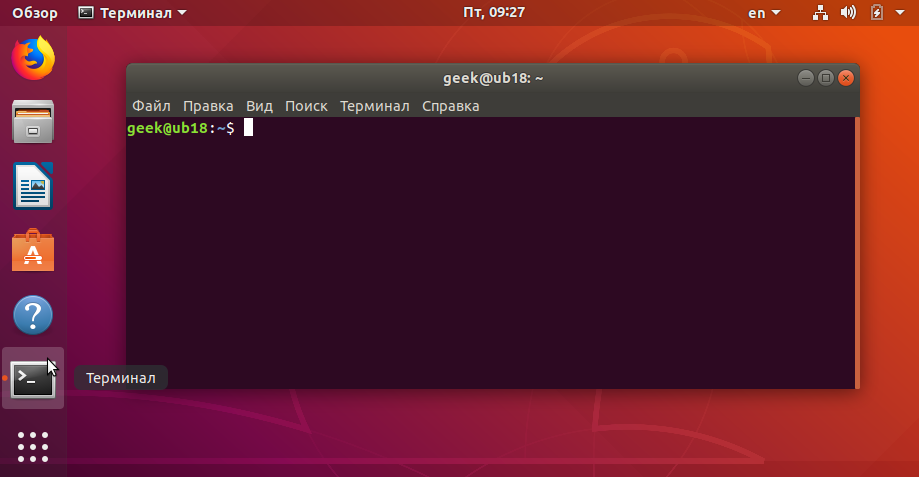 Обзор Терминал Пт, 09:27 en
geek@ub18: ~
Файл Правка Вид Поиск Терминал Справка
geek@ub18:~$
Терминал